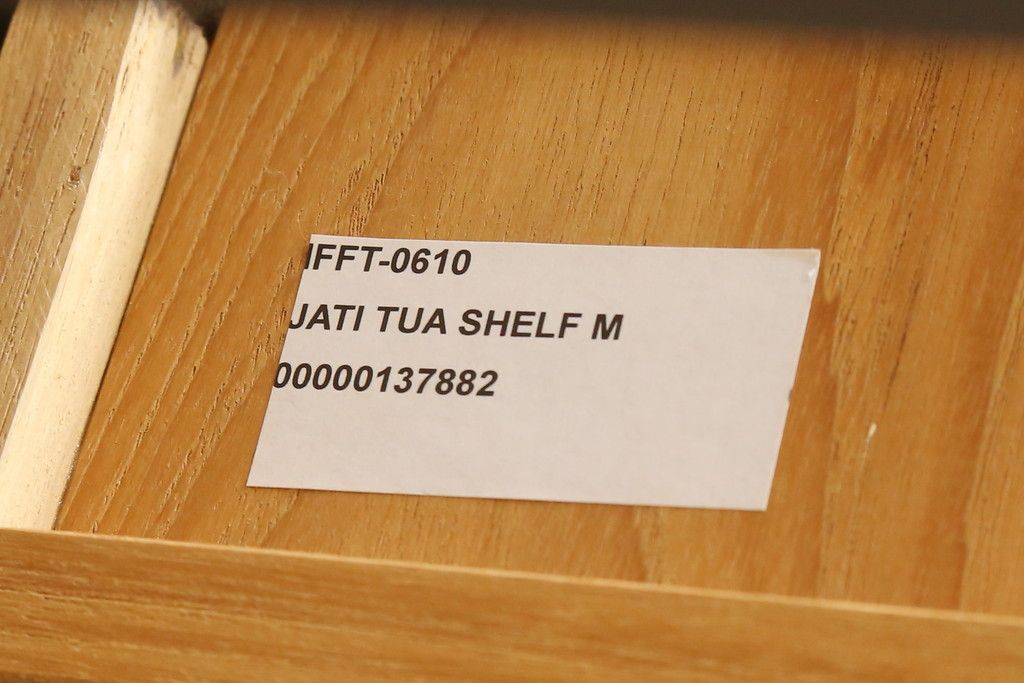 IFFT-0610
JATI TUA SHELF M
00000137882